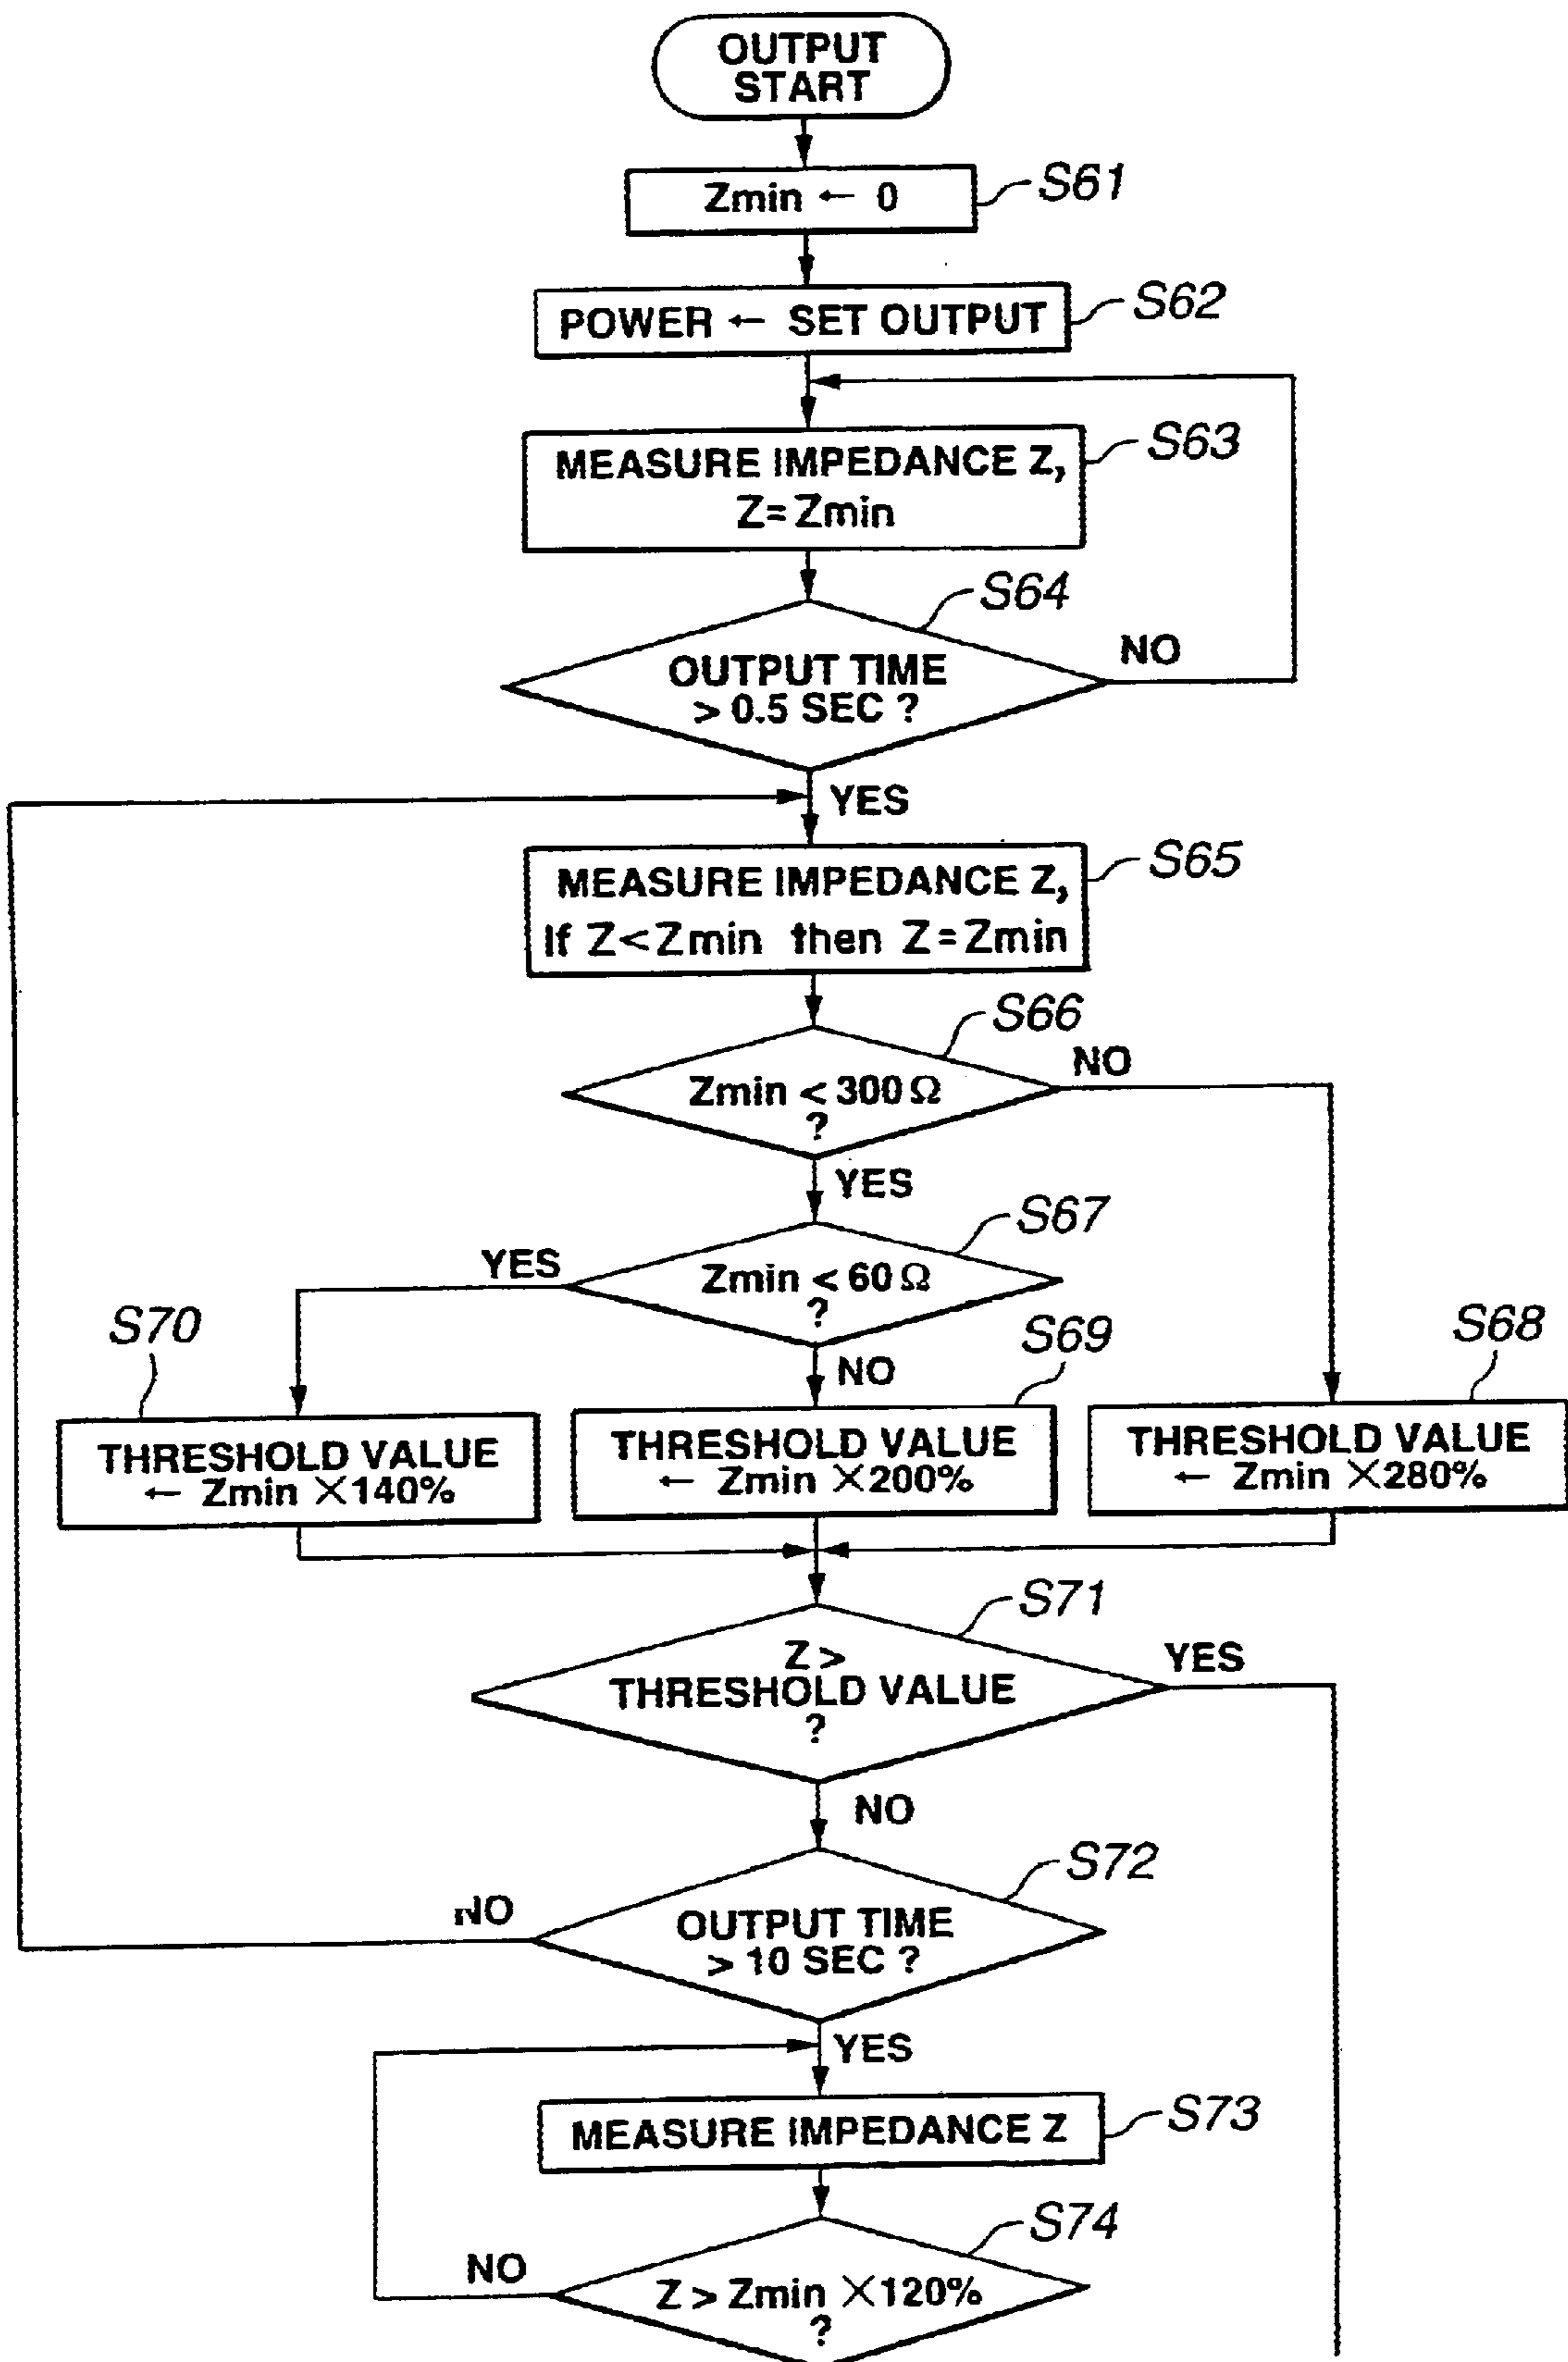 OUTPUT
START
Zmin ← 0
S61
POWER ← SET OUTPUT
S62
MEASURE IMPEDANCE Z,
Z=Zmin
S63
S64
OUTPUT TIME
> 0.5 SEC ?
NO
YES
MEASURE IMPEDANCE Z,
If Z<Zmin then Z=Zmin
S65
S66
Zmin < 300 Ω
?
NO
YES
S67
Zmin < 60 Ω
?
YES
NO
S70
THRESHOLD VALUE
← Zmin ×140%
S69
THRESHOLD VALUE
← Zmin ×200%
S68
THRESHOLD VALUE
← Zmin ×280%
S71
Z >
THRESHOLD VALUE
?
YES
NO
S72
OUTPUT TIME
> 10 SEC ?
NO
YES
MEASURE IMPEDANCE Z
S73
S74
Z > Zmin ×120%
?
NO